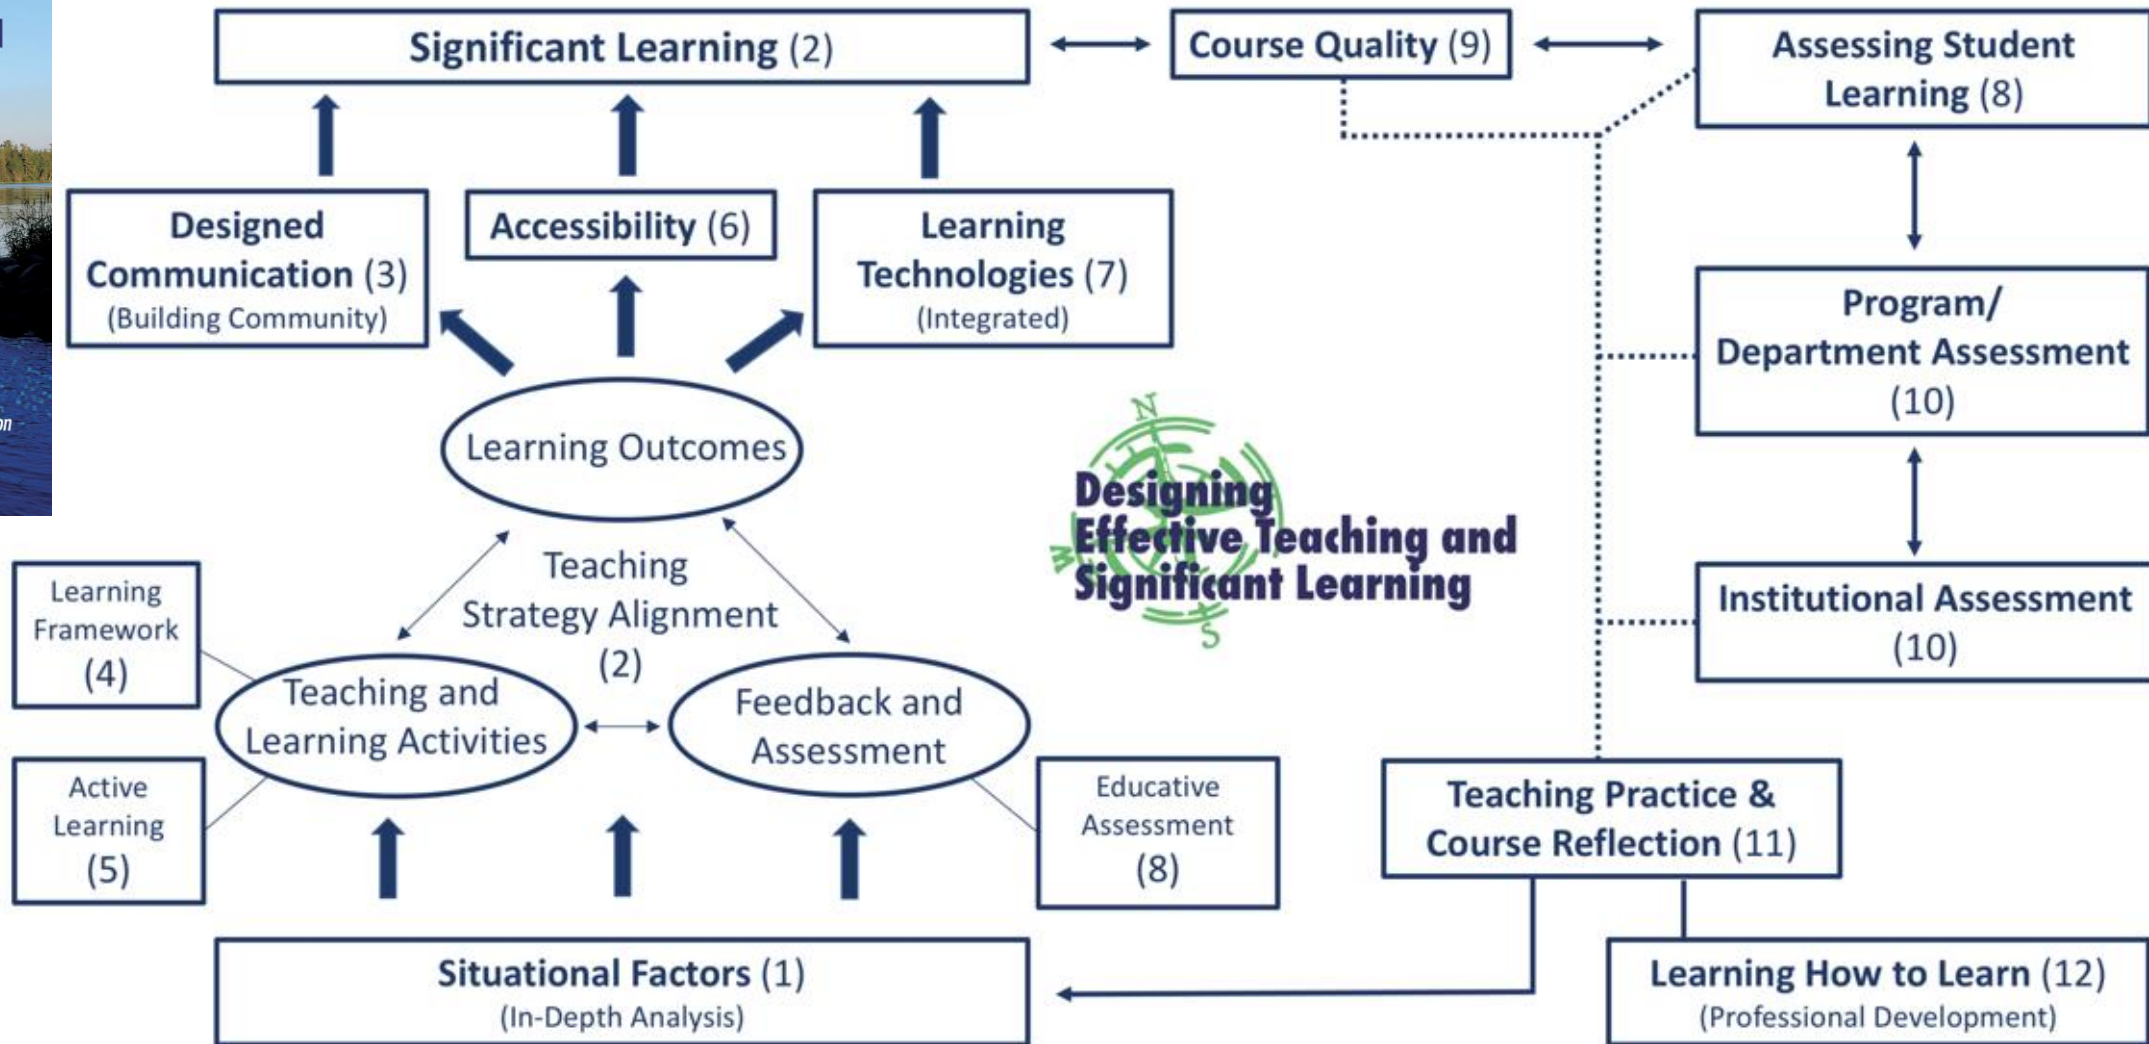 Significant Learning (2)
Course Quality (9)
Assessing Student
Learning (8)
Designed
Communication (3)
(Building Community)
Accessibility (6)
Learning
Technologies (7)
(Integrated)
Program/
Department Assessment
(10)
Learning Outcomes
N
Designing
Effective Teaching and
Significant Learning
W
S
Teaching
Strategy Alignment
(2)
Learning
Framework
(4)
Institutional Assessment
(10)
Teaching and
Learning Activities
Feedback and
Assessment
Active
Learning
(5)
Educative
Assessment
(8)
Teaching Practice &
Course Reflection (11)
Situational Factors (1)
(In-Depth Analysis)
Learning How to Learn (12)
(Professional Development)